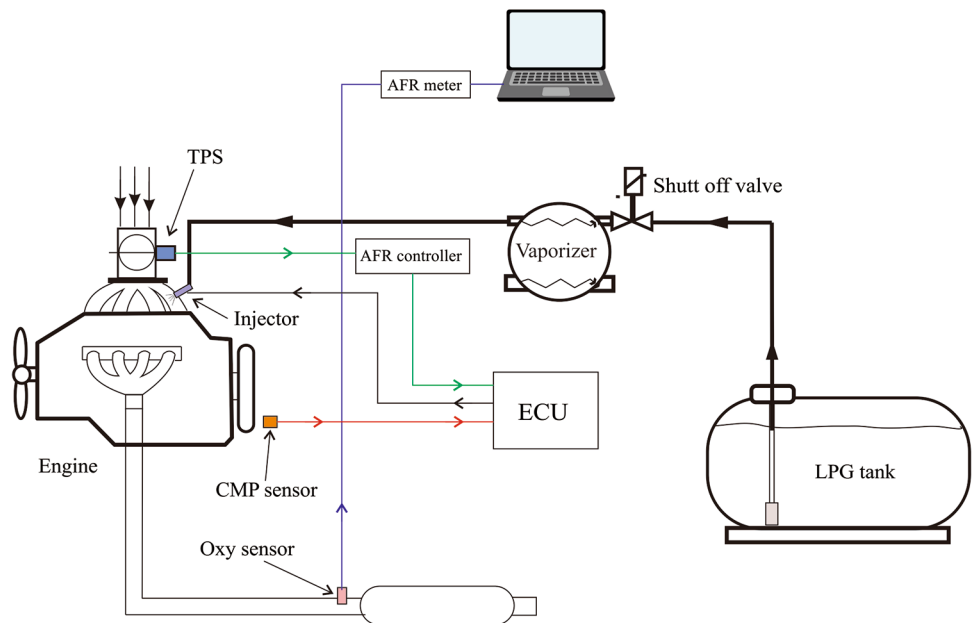 AFR meter
TPS
Shutt off valve
AFR controller
Vaporizer
Injector
ECU
Engine
CMP sensor
LPG tank
Oxy sensor